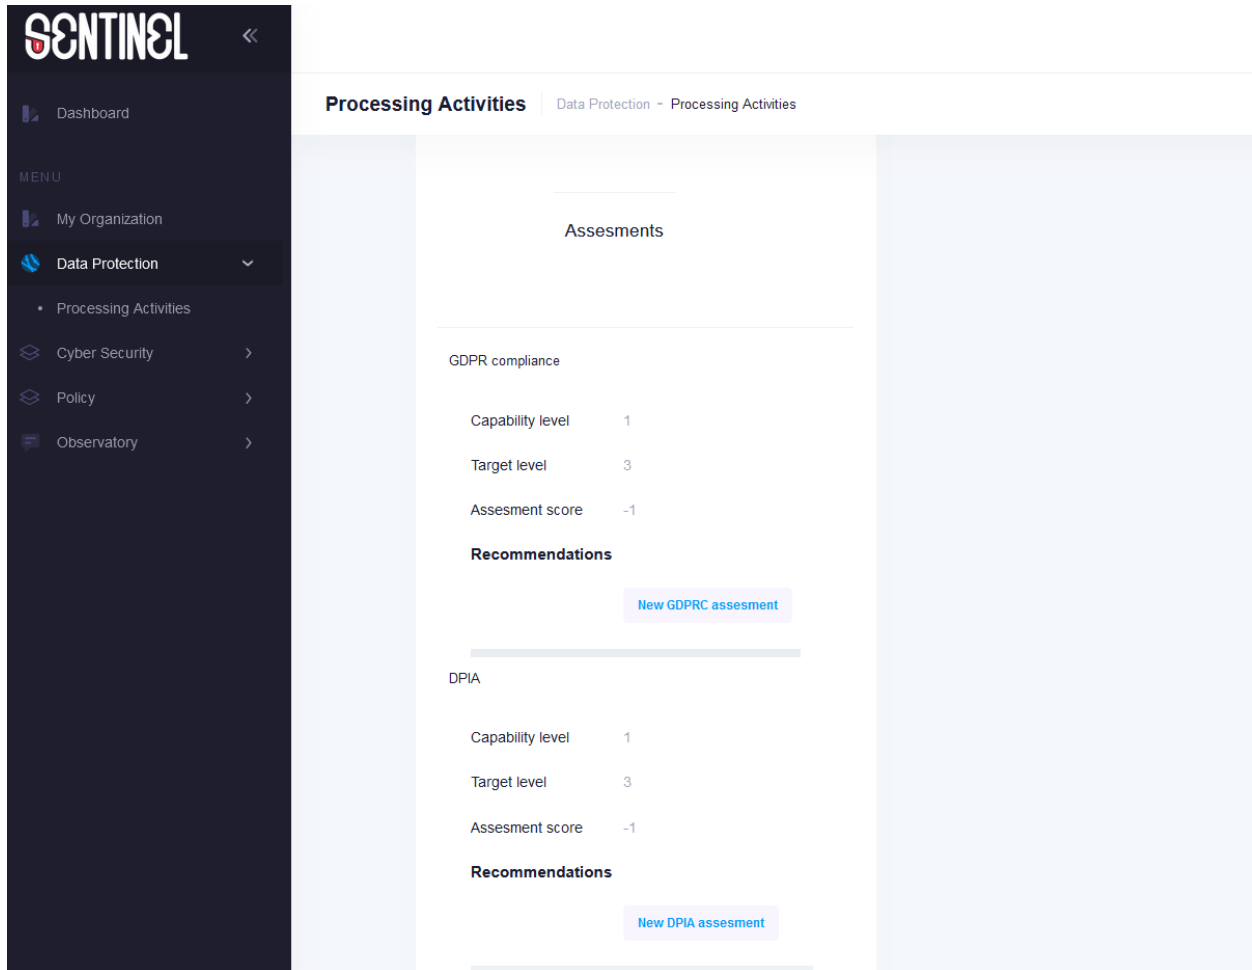 SENTINEL
Dashboard
MENU
My Organization
Data Protection
Processing Activities
Cyber Security
Policy
Observatory
Processing Activities Data Protection - Processing Activities
Assesments
GDPR compliance
Capability level 1
Target level 3
Assesment score -1
Recommendations
New GDPRC assesment
DPIA
Capability level 1
Target level 3
Assesment score -1
Recommendations
New DPIA assesment